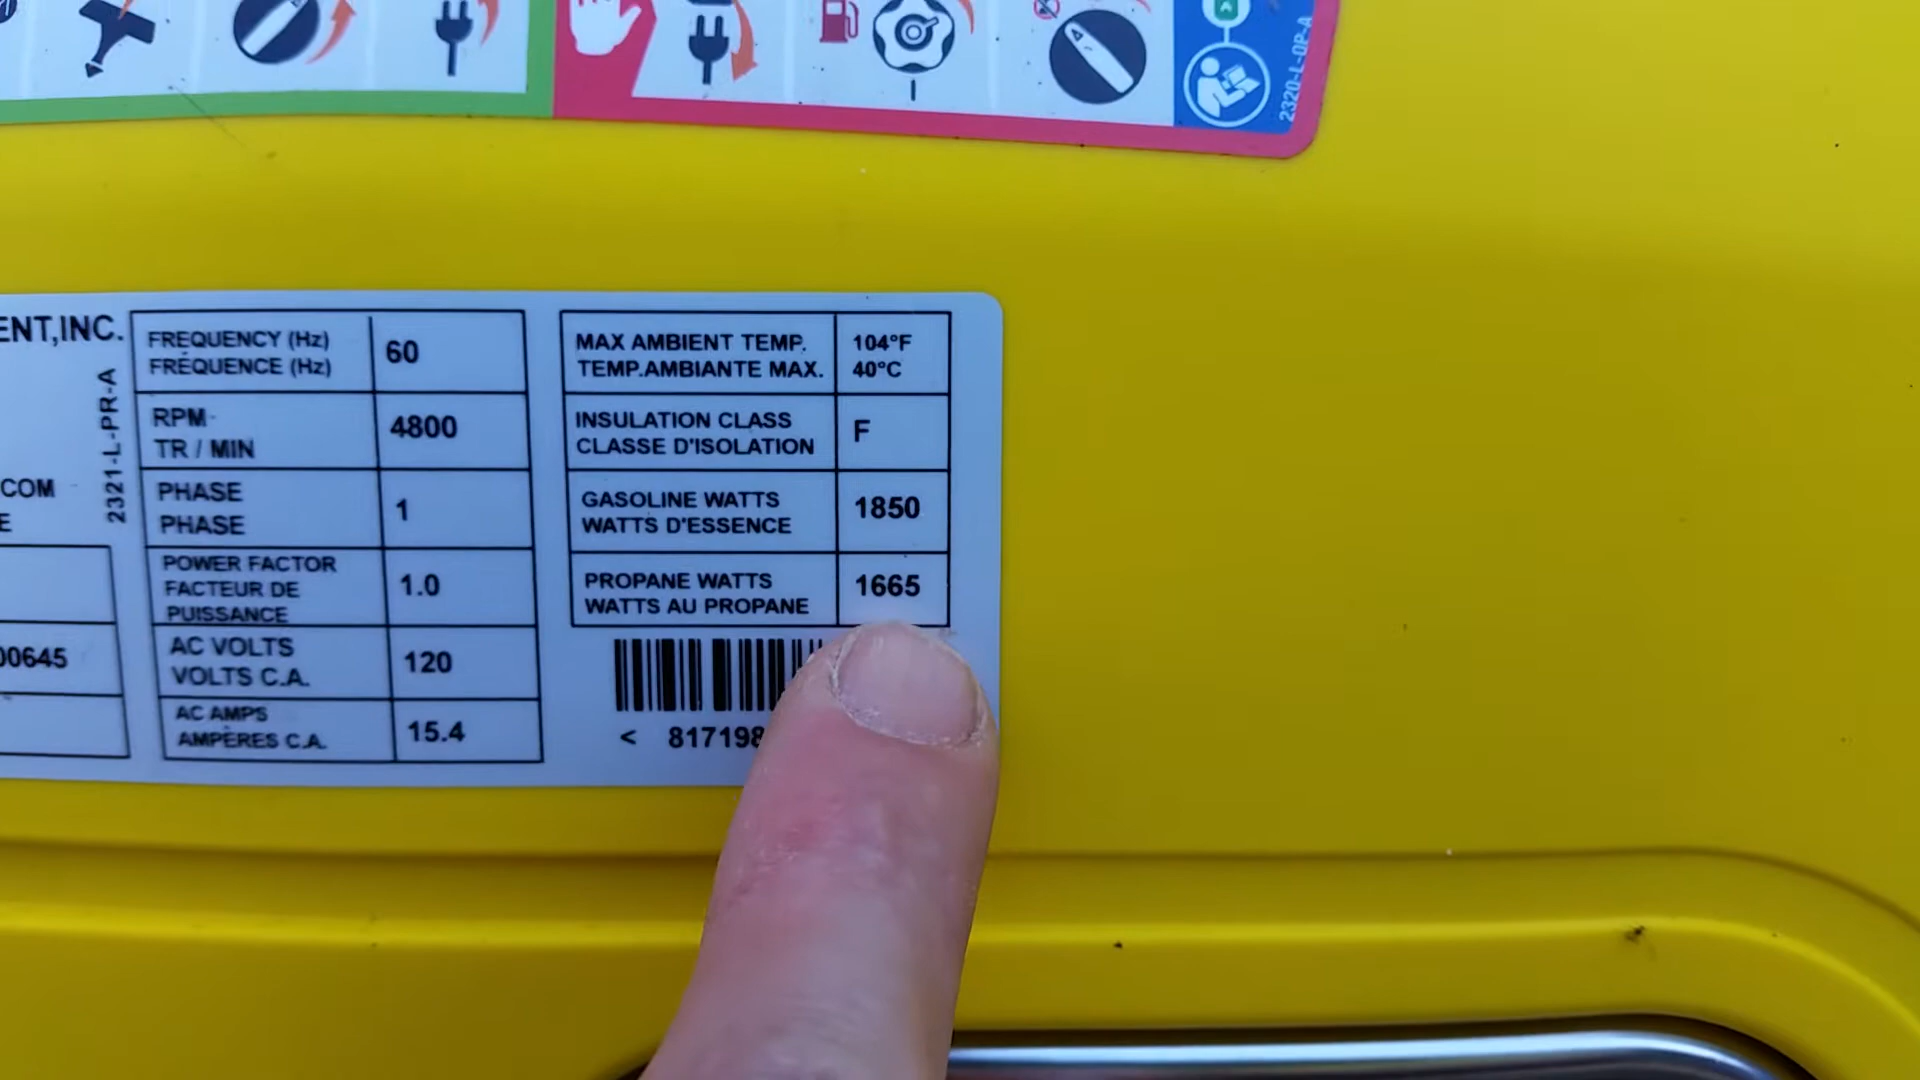 2320-L-OP-A
ENT,INC.
2321-L-PR-A
COM
E
00645
FREQUENCY (Hz) 60
FRÉQUENCE (Hz)
RPM 4800
TR / MIN
PHASE 1
PHASE
POWER FACTOR 1.0
FACTEUR DE
PUISSANCE
AC VOLTS 120
VOLTS C.A.
AC AMPS 15.4
AMPÈRES C.A.
MAX AMBIENT TEMP. 104°F
TEMP.AMBIANTE MAX. 40°C
INSULATION CLASS F
CLASSE D'ISOLATION
GASOLINE WATTS 1850
WATTS D'ESSENCE
PROPANE WATTS 1665
WATTS AU PROPANE
< 817198